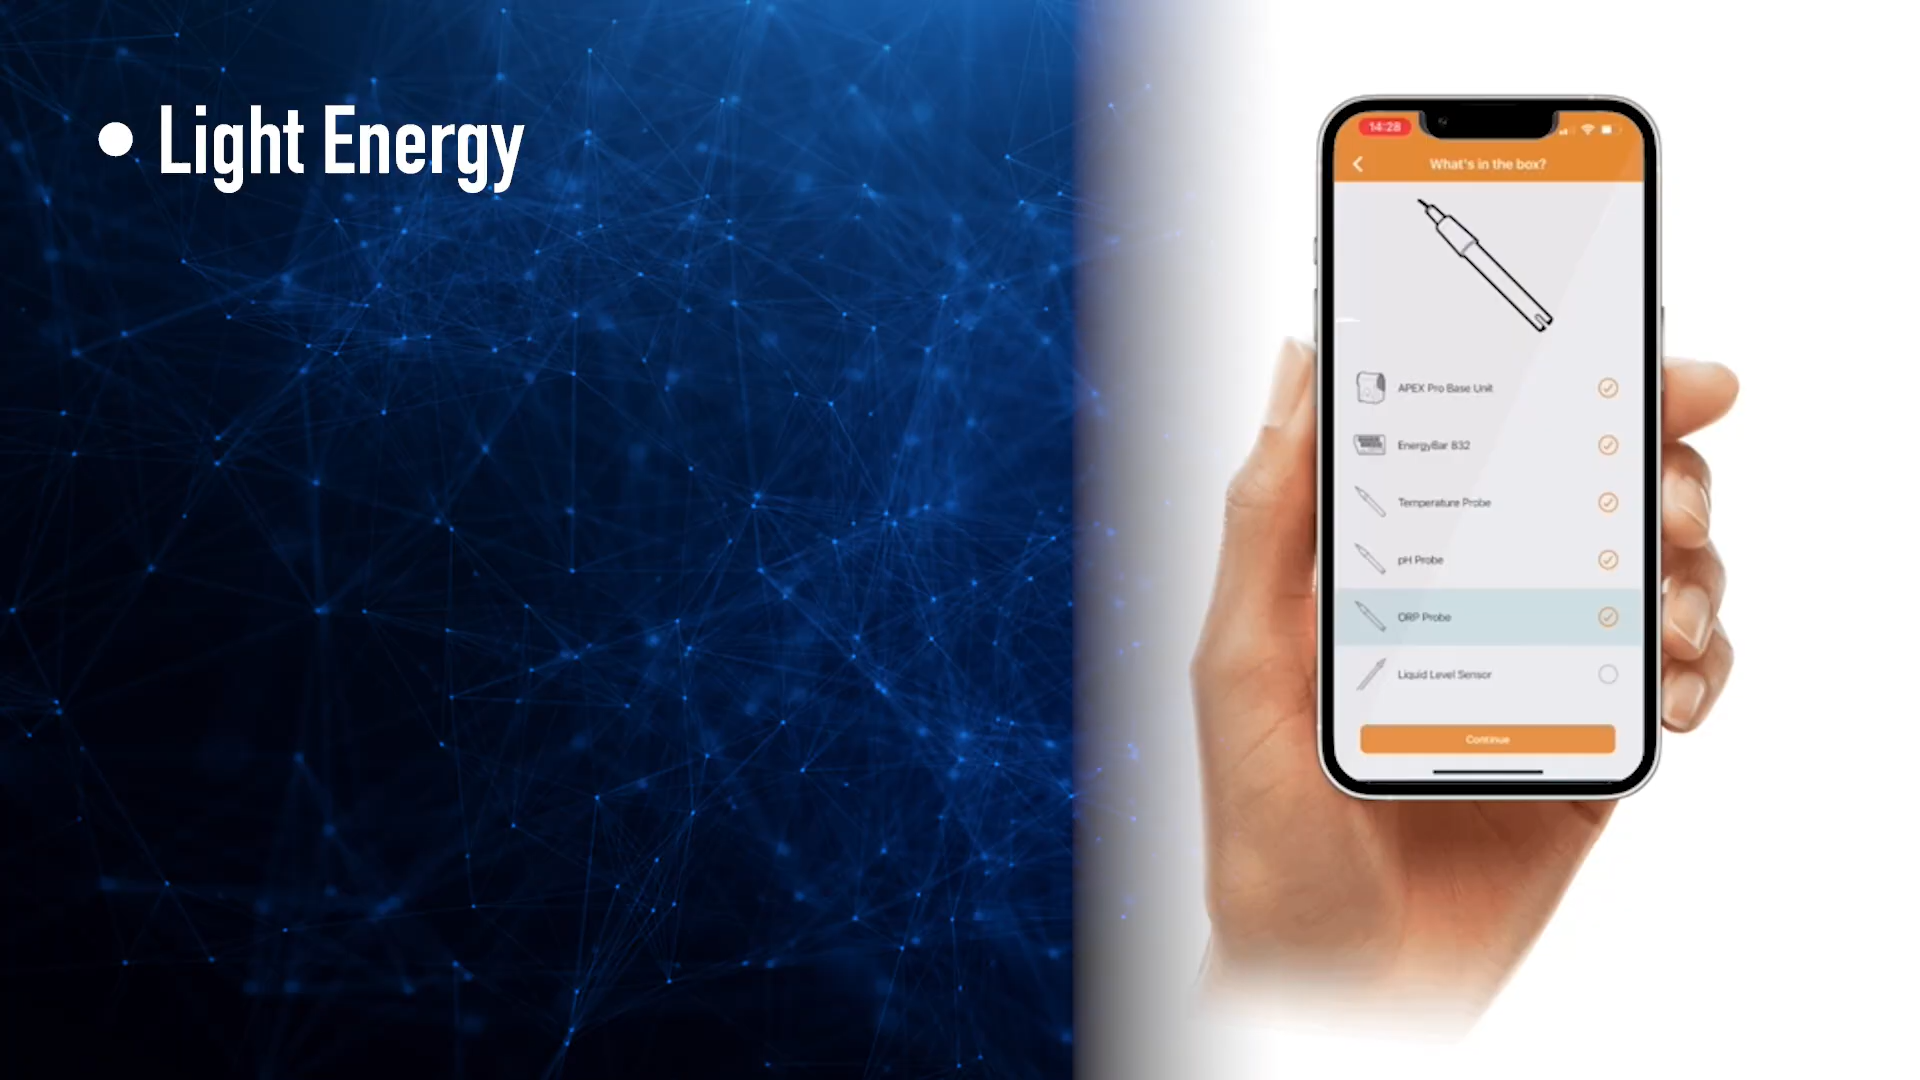 • Light Energy
14:28
What's in the box?
APEX Pro Base Unit
EnergyBar 832
Temperature Probe
pH Probe
ORP Probe
Liquid Level Sensor
Continue